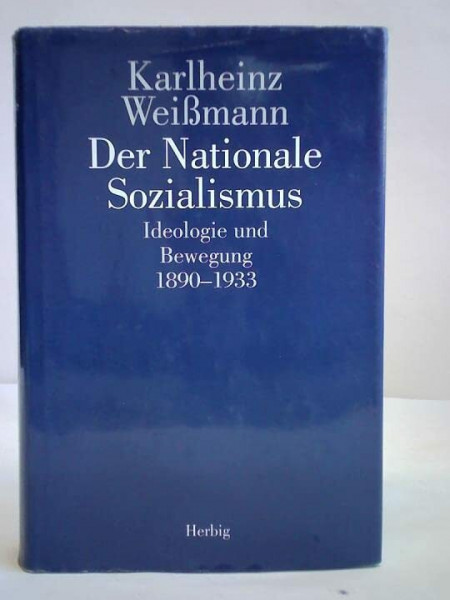 Karlheinz
Weißmann
Der Nationale
Sozialismus
Ideologie und
Bewegung
1890–1933
Herbig